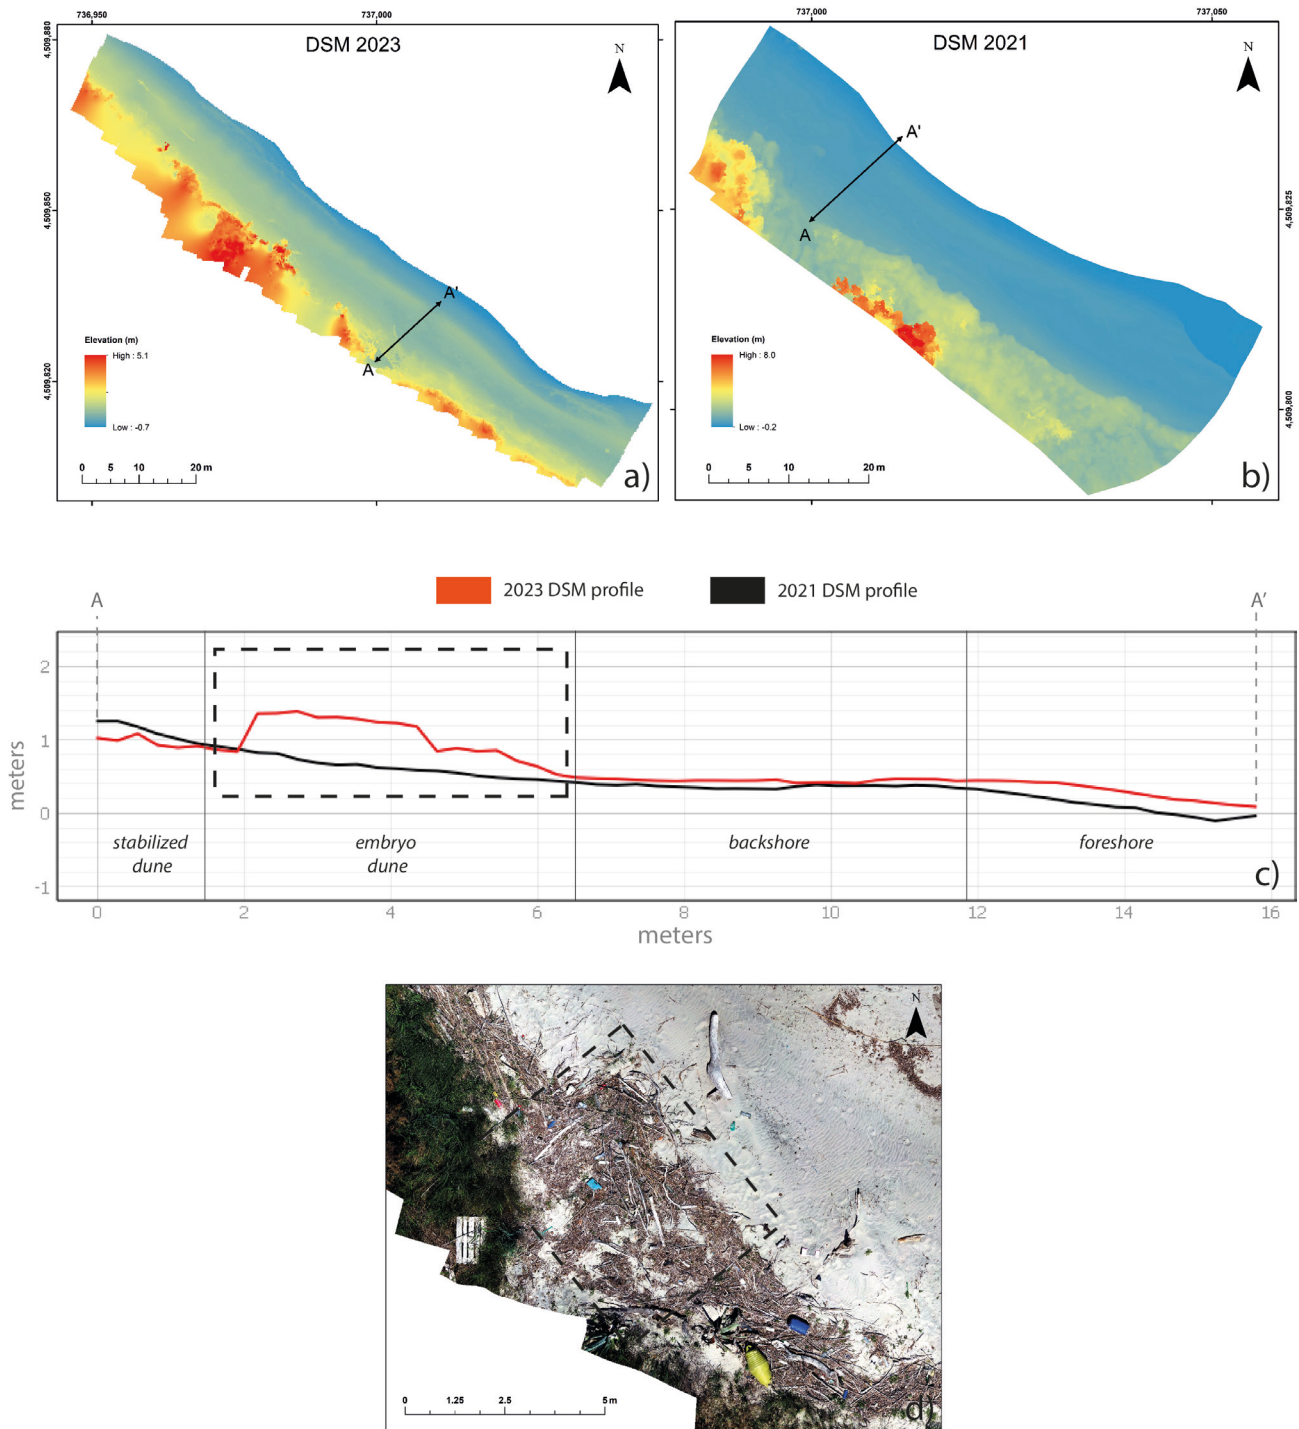 736,950
737,000
4,509,880
4,509,850
4,509,820
DSM 2023
N
A'
A
Elevation (m)
High : 5.1
Low : -0.7
0 5 10 20 m
a)
737,000
737,050
4,509,825
4,509,800
DSM 2021
N
A'
A
Elevation (m)
High : 8.0
Low : -0.2
0 5 10 20 m
b)
2023 DSM profile
2021 DSM profile
A
A'
2
1
0
-1
meters
stabilized
dune
embryo
dune
backshore
foreshore
c)
0 2 4 6 8 10 12 14 16
meters
N
0 1.25 2.5 5 m
d)